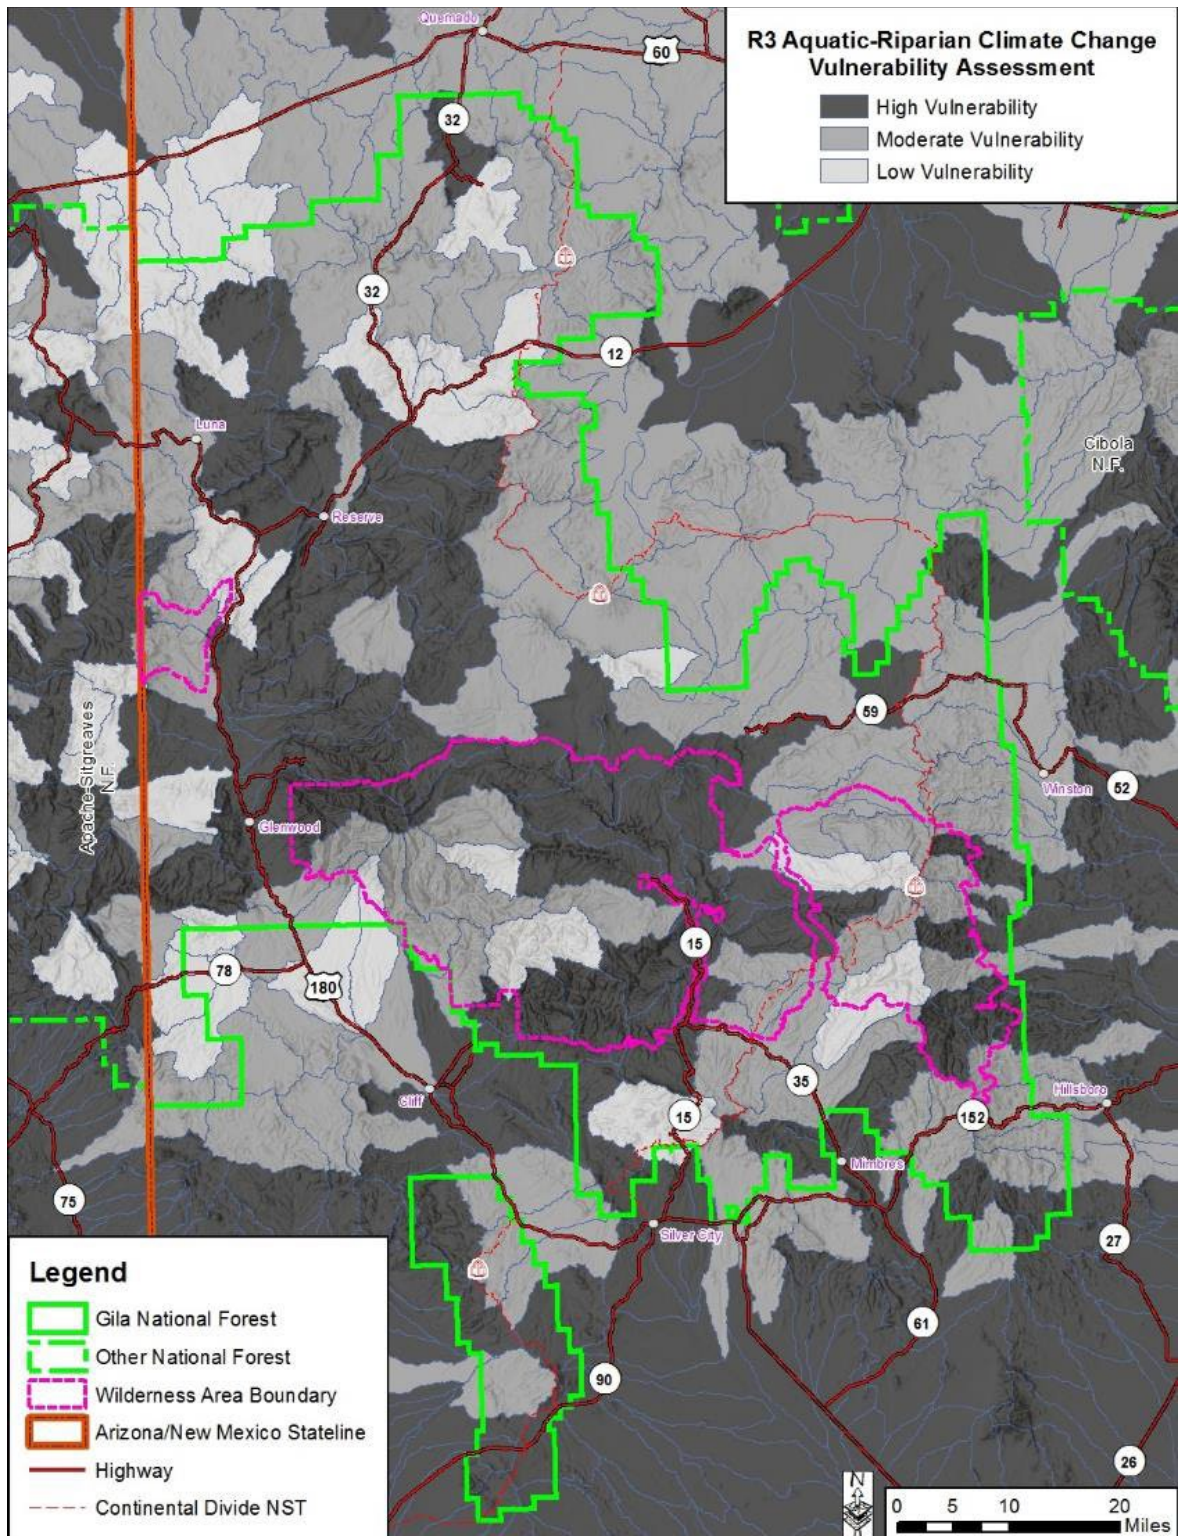 Quemado
60
R3 Aquatic-Riparian Climate Change
Vulnerability Assessment
High Vulnerability
Moderate Vulnerability
Low Vulnerability
32
32
12
Luna
Cibola
N.F.
Reserve
59
Apache-Sitgreaves
N.F.
Winston
52
Glenwood
15
78
180
35
Cliff
Hillsboro
15
152
Mimbres
75
Silver City
27
61
90
26
Legend
Gila National Forest
Other National Forest
Wilderness Area Boundary
Arizona/New Mexico Stateline
Highway
Continental Divide NST
N
0 5 10 20
Miles